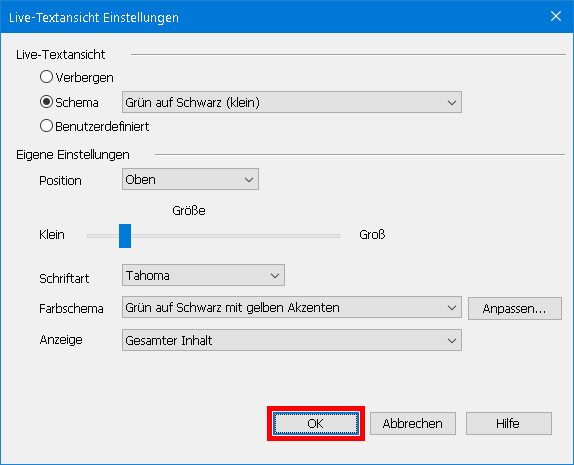 Live-Textansicht Einstellungen
Live-Textansicht
Verbergen
Schema Grün auf Schwarz (klein)
Benutzerdefiniert
Eigene Einstellungen
Position Oben
Größe
Klein Groß
Schriftart Tahoma
Farbschema Grün auf Schwarz mit gelben Akzenten Anpassen...
Anzeige Gesamter Inhalt
OK Abbrechen Hilfe